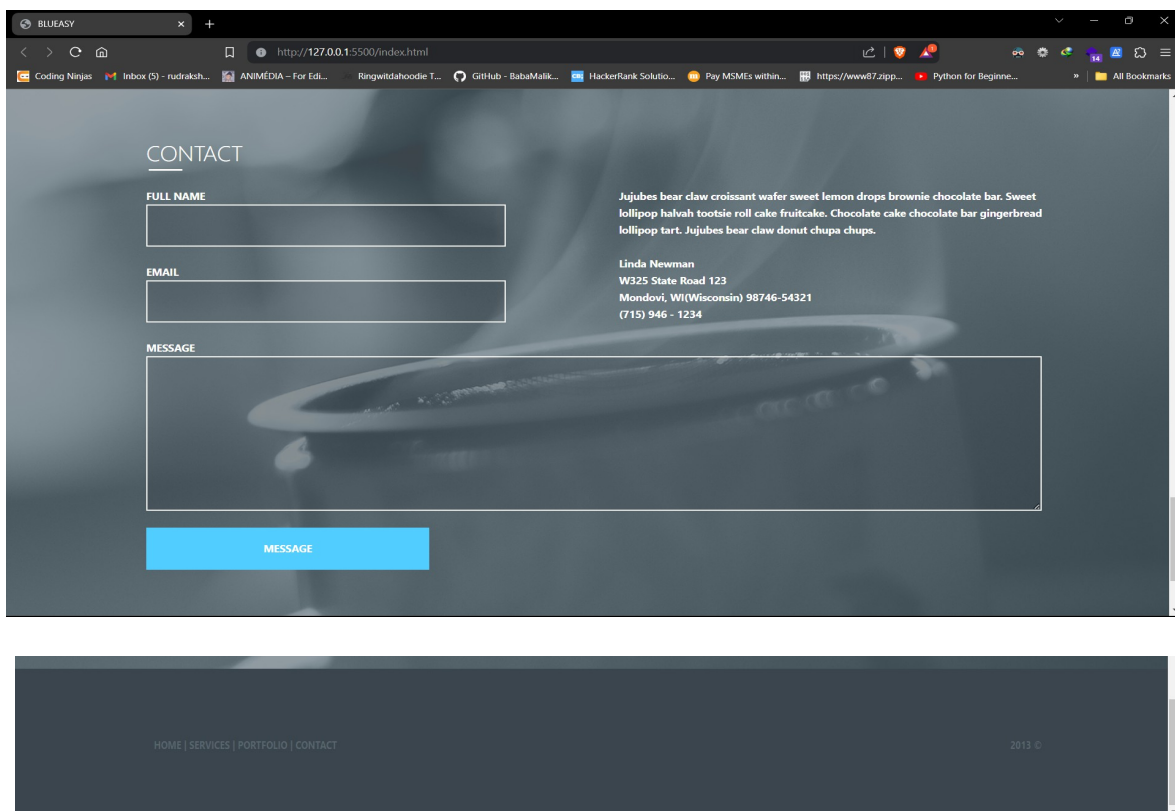 BLUEASY
http://127.0.0.1:5500/index.html
14
Coding Ninjas Inbox (5) - rudraksh... ANIMÉDIA – For Edi... Ringwitdahoodie T... GitHub - BabaMalik... HackerRank Solutio... Pay MSMEs within... https://www87.zipp... Python for Beginne... » All Bookmarks
CONTACT
FULL NAME
EMAIL
Jujubes bear claw croissant wafer sweet lemon drops brownie chocolate bar. Sweet
lollipop halvah tootsie roll cake fruitcake. Chocolate cake chocolate bar gingerbread
lollipop tart. Jujubes bear claw donut chupa chups.
Linda Newman
W325 State Road 123
Mondovi, WI(Wisconsin) 98746-54321
(715) 946 - 1234
MESSAGE
MESSAGE
HOME | SERVICES | PORTFOLIO | CONTACT
2013 ©